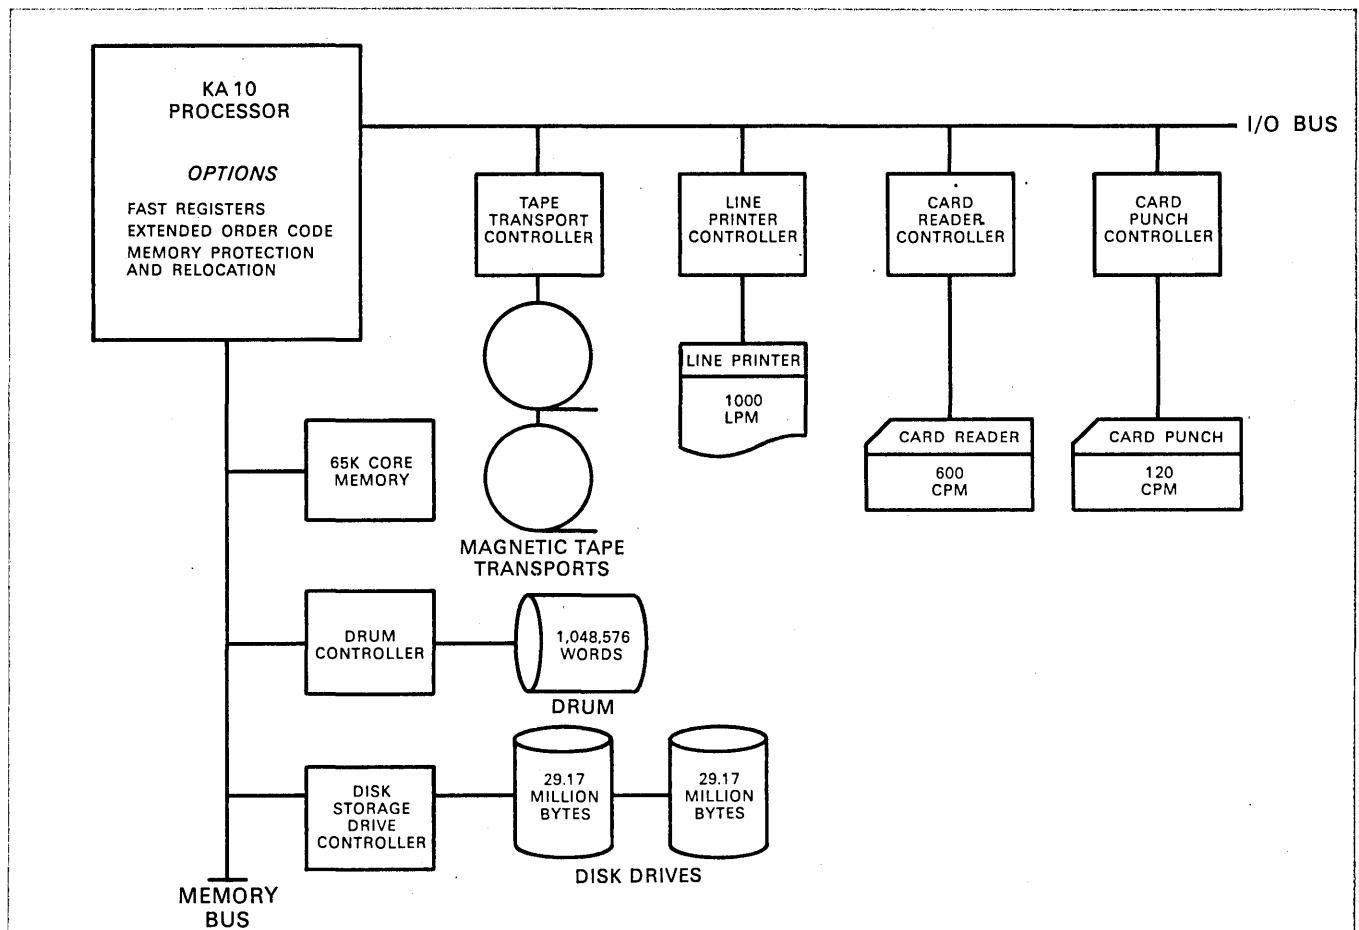 KA 10
PROCESSOR
OPTIONS
FAST REGISTERS
EXTENDED ORDER CODE
MEMORY PROTECTION
AND RELOCATION
I/O BUS
TAPE
TRANSPORT
CONTROLLER
LINE
PRINTER
CONTROLLER
CARD
READER
CONTROLLER
CARD
PUNCH
CONTROLLER
LINE PRINTER
1000
LPM
CARD READER
600
CPM
CARD PUNCH
120
CPM
65K CORE
MEMORY
MAGNETIC TAPE
TRANSPORTS
DRUM
CONTROLLER
1,048,576
WORDS
DRUM
DISK
STORAGE
DRIVE
CONTROLLER
29.17
MILLION
BYTES
29.17
MILLION
BYTES
DISK DRIVES
MEMORY
BUS